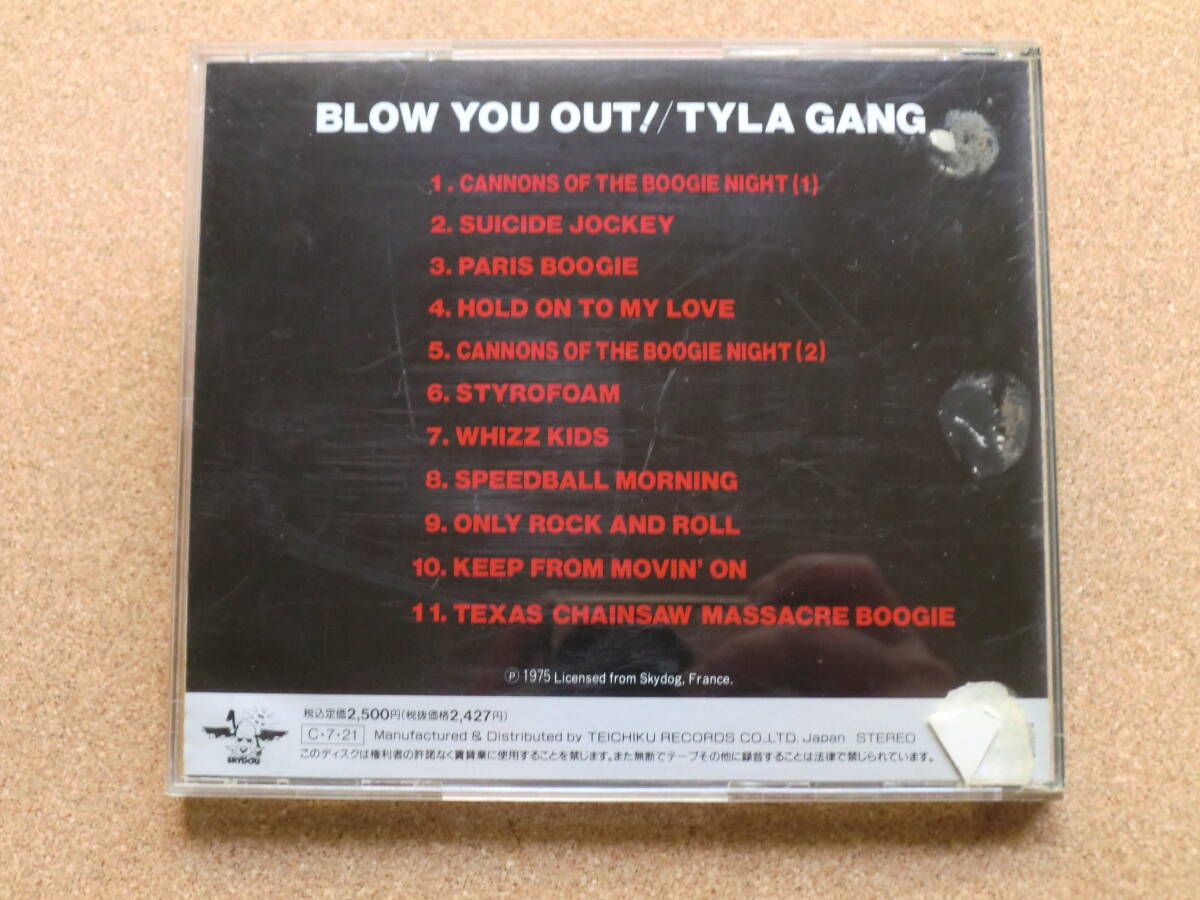 BLOW YOU OUT!/TYLA GANG
1. CANNONS OF THE BOOGIE NIGHT (1)
2. SUICIDE JOCKEY
3. PARIS BOOGIE
4. HOLD ON TO MY LOVE
5. CANNONS OF THE BOOGIE NIGHT (2)
6. STYROFOAM
7. WHIZZ KIDS
8. SPEEDBALL MORNING
9. ONLY ROCK AND ROLL
10. KEEP FROM MOVIN' ON
11. TEXAS CHAINSAW MASSACRE BOOGIE
Ⓟ 1975 Licensed from Skydog, France.
税込定価2,500円(税抜価格2,427円)
C・7・21 Manufactured & Distributed by TEICHIKU RECORDS CO.,LTD. Japan STEREO
このディスクは権利者の許諾なく賃貸業に使用することを禁じます。また無断でテープその他に録音することは法律で禁じられています。
SKYDOG